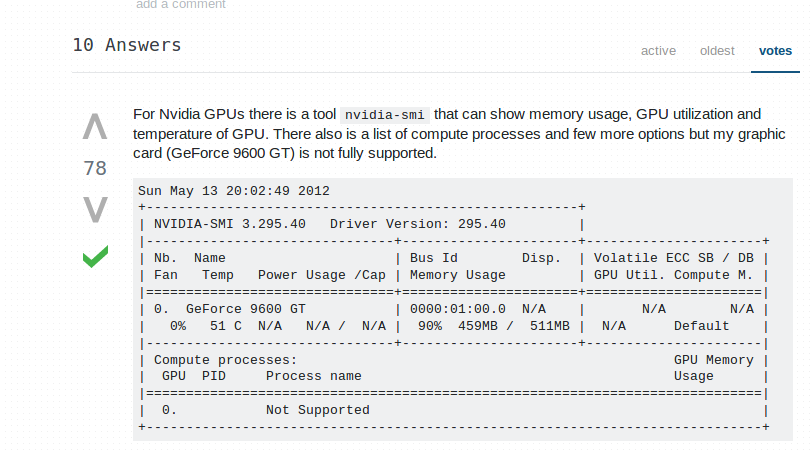 add a comment
10 Answers
active oldest votes
For Nvidia GPUs there is a tool nvidia-smi that can show memory usage, GPU utilization and
temperature of GPU. There also is a list of compute processes and few more options but my graphic
card (GeForce 9600 GT) is not fully supported.
78
Sun May 13 20:02:49 2012
+------------------------------------------------------+
| NVIDIA-SMI 3.295.40   Driver Version: 295.40         |
|-------------------------------+----------------------+----------------------+
| Nb.  Name                     | Bus Id        Disp.  | Volatile ECC SB / DB |
| Fan   Temp   Power Usage /Cap | Memory Usage         | GPU Util. Compute M. |
|===============================+======================+======================|
| 0.  GeForce 9600 GT           | 0000:01:00.0  N/A    |       N/A        N/A |
|   0%   51 C  N/A   N/A /  N/A |  90%  459MB /  511MB |  N/A      Default    |
|-------------------------------+----------------------+----------------------|
| Compute processes:                                               GPU Memory |
|  GPU  PID     Process name                                       Usage      |
|=============================================================================|
|  0.           Not Supported                                                 |
+-----------------------------------------------------------------------------+